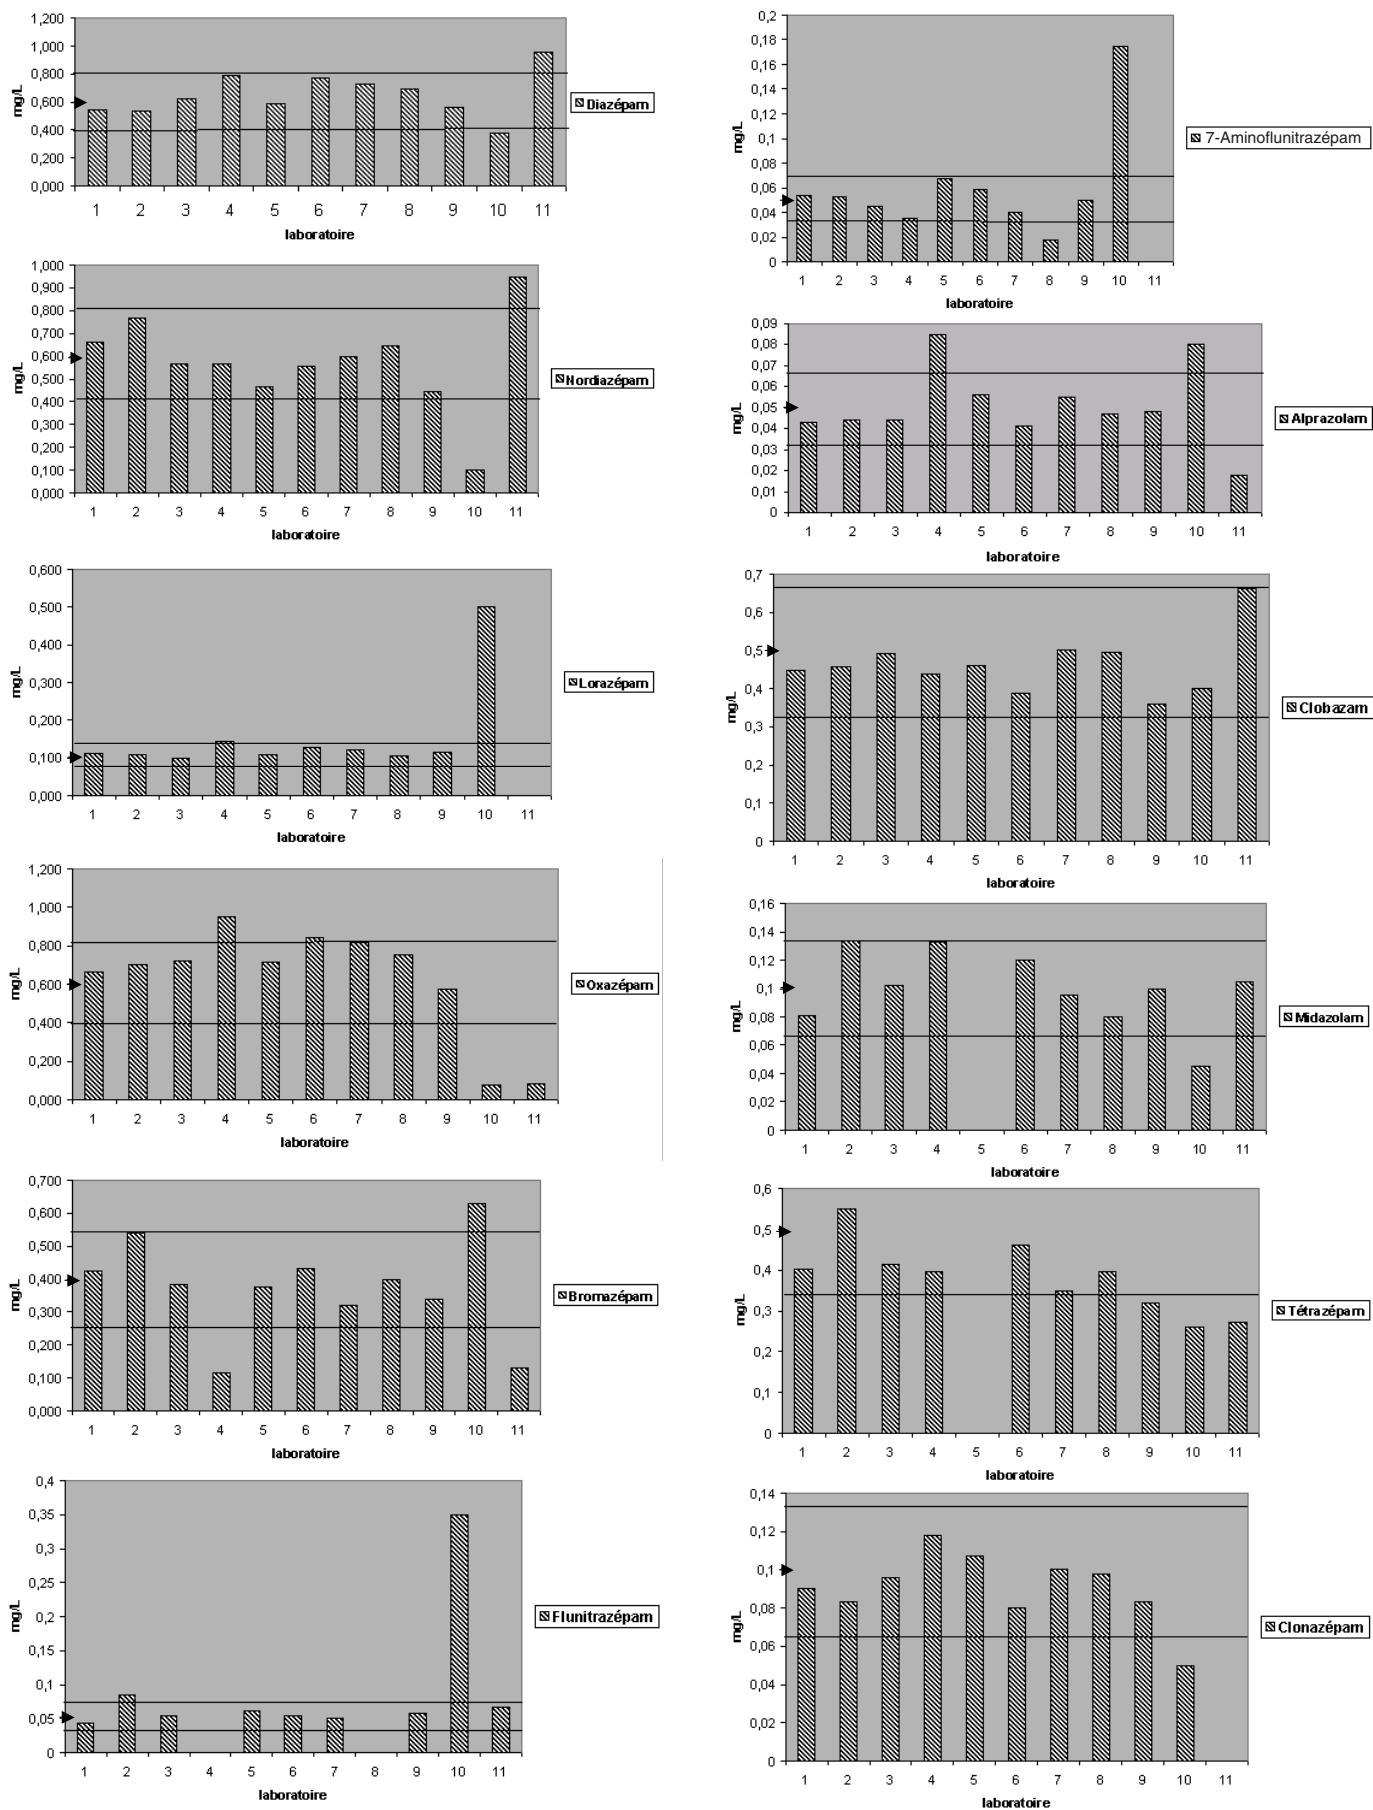 1,200
1,000
0,800
0,600
0,400
0,200
0,000
mg/L
1 2 3 4 5 6 7 8 9 10 11
laboratoire
Diazépam
1,000
0,900
0,800
0,700
0,600
0,500
0,400
0,300
0,200
0,100
0,000
mg/L
1 2 3 4 5 6 7 8 9 10 11
laboratoire
Nordiazépam
0,600
0,500
0,400
0,300
0,200
0,100
0,000
mg/L
1 2 3 4 5 6 7 8 9 10 11
laboratoire
Lorazépam
1,200
1,000
0,800
0,600
0,400
0,200
0,000
mg/L
1 2 3 4 5 6 7 8 9 10 11
laboratoire
Oxazépam
0,700
0,600
0,500
0,400
0,300
0,200
0,100
0,000
mg/L
1 2 3 4 5 6 7 8 9 10 11
laboratoire
Bromazépam
0,4
0,35
0,3
0,25
0,2
0,15
0,1
0,05
0
mg/L
1 2 3 4 5 6 7 8 9 10 11
laboratoire
Flunitrazépam
0,2
0,18
0,16
0,14
0,12
0,1
0,08
0,06
0,04
0,02
0
mg/L
1 2 3 4 5 6 7 8 9 10 11
laboratoire
7-Aminoflunitrazépam
0,09
0,08
0,07
0,06
0,05
0,04
0,03
0,02
0,01
0
mg/L
1 2 3 4 5 6 7 8 9 10 11
laboratoire
Alprazolam
0,7
0,6
0,5
0,4
0,3
0,2
0,1
0
mg/L
1 2 3 4 5 6 7 8 9 10 11
laboratoire
Clobazam
0,16
0,14
0,12
0,1
0,08
0,06
0,04
0,02
0
mg/L
1 2 3 4 5 6 7 8 9 10 11
laboratoire
Midazolam
0,6
0,5
0,4
0,3
0,2
0,1
0
mg/L
1 2 3 4 5 6 7 8 9 10 11
laboratoire
Tétrazépam
0,14
0,12
0,1
0,08
0,06
0,04
0,02
0
mg/L
1 2 3 4 5 6 7 8 9 10 11
laboratoire
Clonazépam